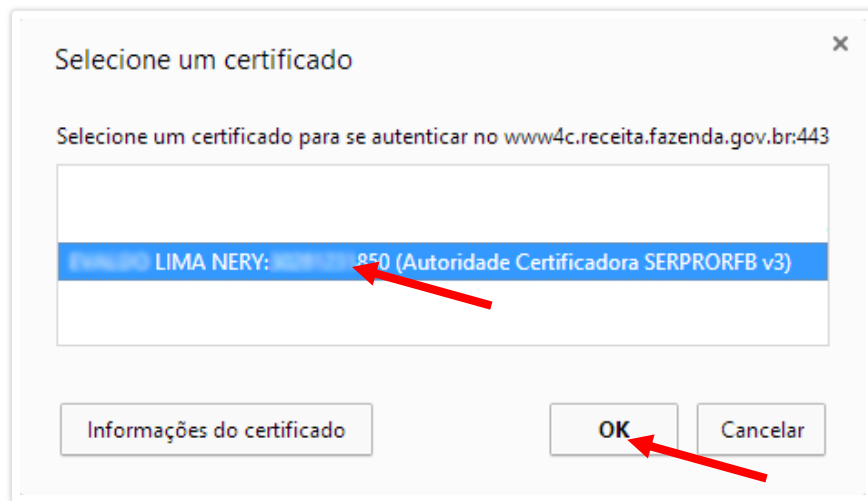 Selecione um certificado
Selecione um certificado para se autenticar no www4c.receita.fazenda.gov.br:443
LIMA NERY: 850 (Autoridade Certificadora SERPRORFB v3)
Informações do certificado
OK
Cancelar